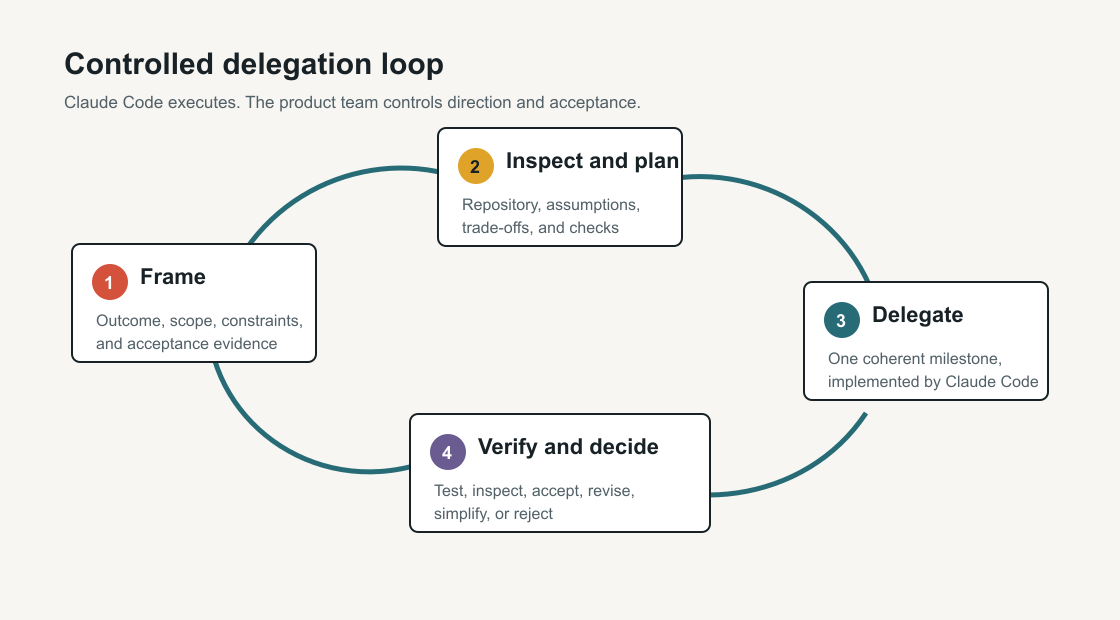 Controlled delegation loop
Claude Code executes. The product team controls direction and acceptance.
1
Frame
Outcome, scope, constraints,
and acceptance evidence
2
Inspect and plan
Repository, assumptions,
trade-offs, and checks
3
Delegate
One coherent milestone,
implemented by Claude Code
4
Verify and decide
Test, inspect, accept, revise,
simplify, or reject